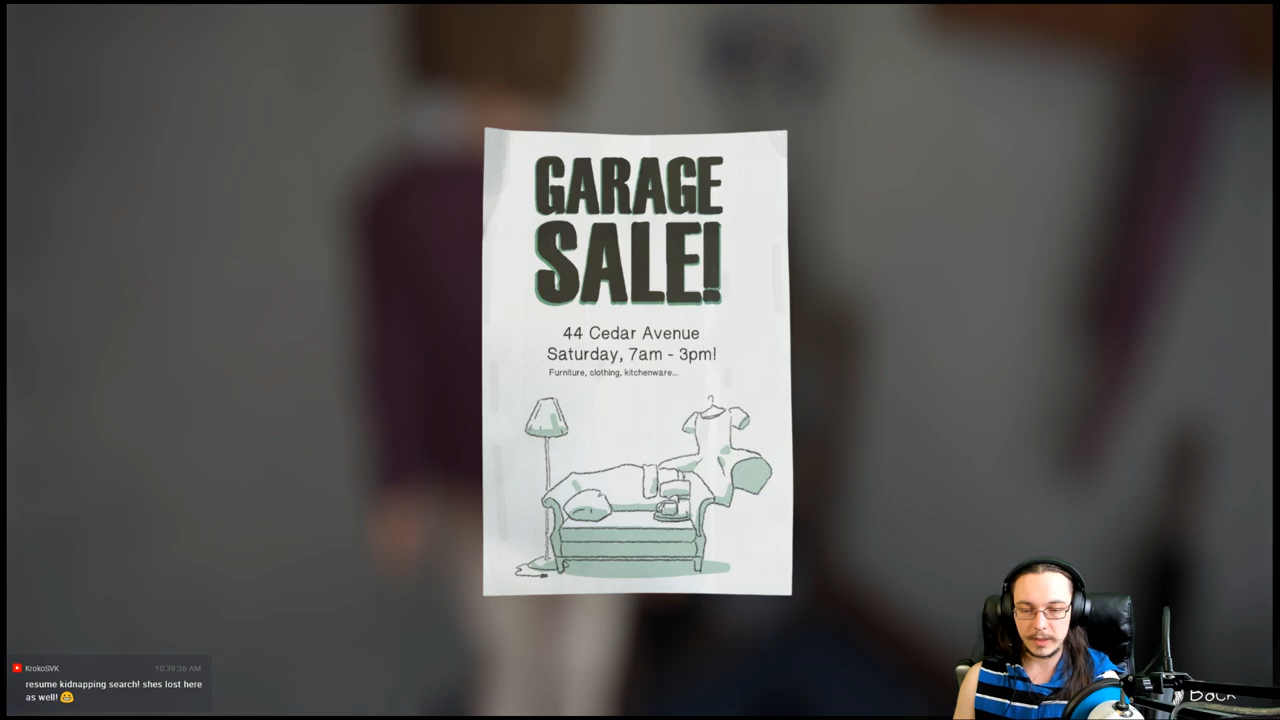 GARAGE
SALE!
44 Cedar Avenue
Saturday, 7am - 3pm!
Furniture, clothing, kitchenware...
KrokoSVK
10:39:36 AM
resume kidnapping search! shes lost here
as well! 😂
Back